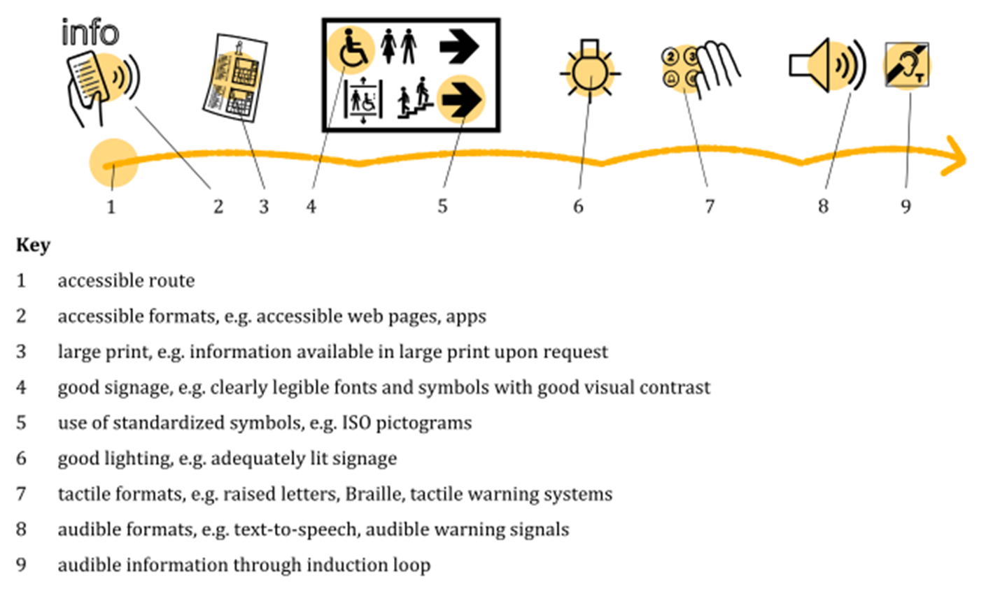 info
i
2 3
T
1 2 3 4 5 6 7 8 9
Key
1 accessible route
2 accessible formats, e.g. accessible web pages, apps
3 large print, e.g. information available in large print upon request
4 good signage, e.g. clearly legible fonts and symbols with good visual contrast
5 use of standardized symbols, e.g. ISO pictograms
6 good lighting, e.g. adequately lit signage
7 tactile formats, e.g. raised letters, Braille, tactile warning systems
8 audible formats, e.g. text-to-speech, audible warning signals
9 audible information through induction loop